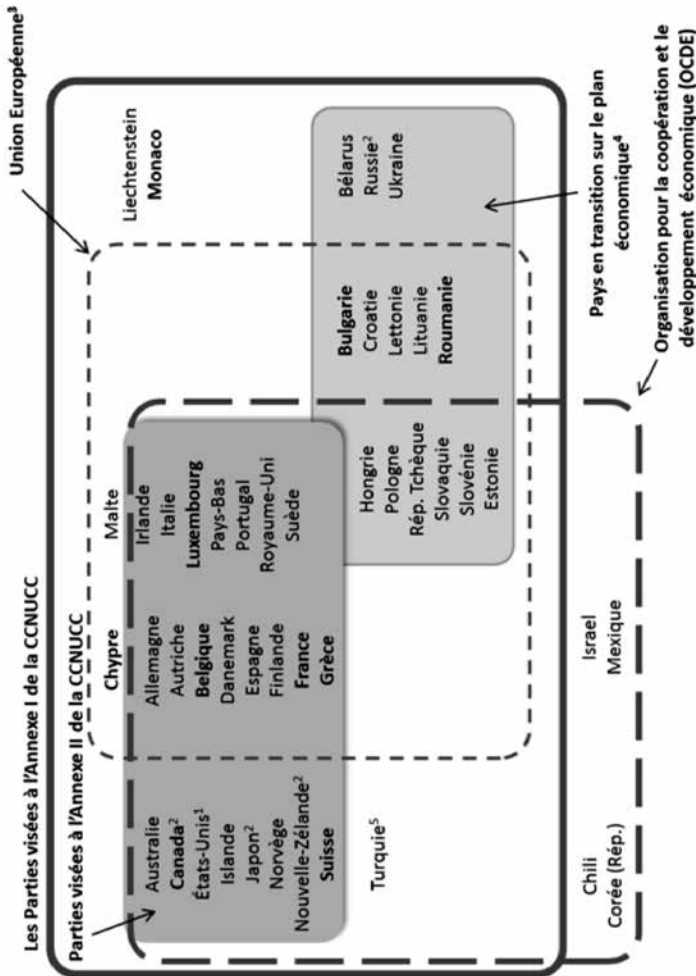 Les Parties visées à l'Annexe I de la CCNUCC
Parties visées à l'Annexe II de la CCNUCC
Union Européenne³
Australie
Canada²
États-Unis¹
Islande
Japon²
Norvège
Nouvelle-Zélande²
Suisse
Turquie⁵
Chypre
Allemagne
Autriche
Belgique
Danemark
Espagne
Finlande
France
Grèce
Malte
Irlande
Italie
Luxembourg
Pays-Bas
Portugal
Royaume-Uni
Suède
Hongrie
Pologne
Rép. Tchèque
Slovaquie
Slovénie
Estonie
Bulgarie
Croatie
Lettonie
Lituanie
Roumanie
Liechtenstein
Monaco
Bélarus
Russie²
Ukraine
Chili
Corée (Rép.)
Israel
Mexique
Pays en transition sur le plan
économique⁴
Organisation pour la coopération et le
développement économique (OCDE)